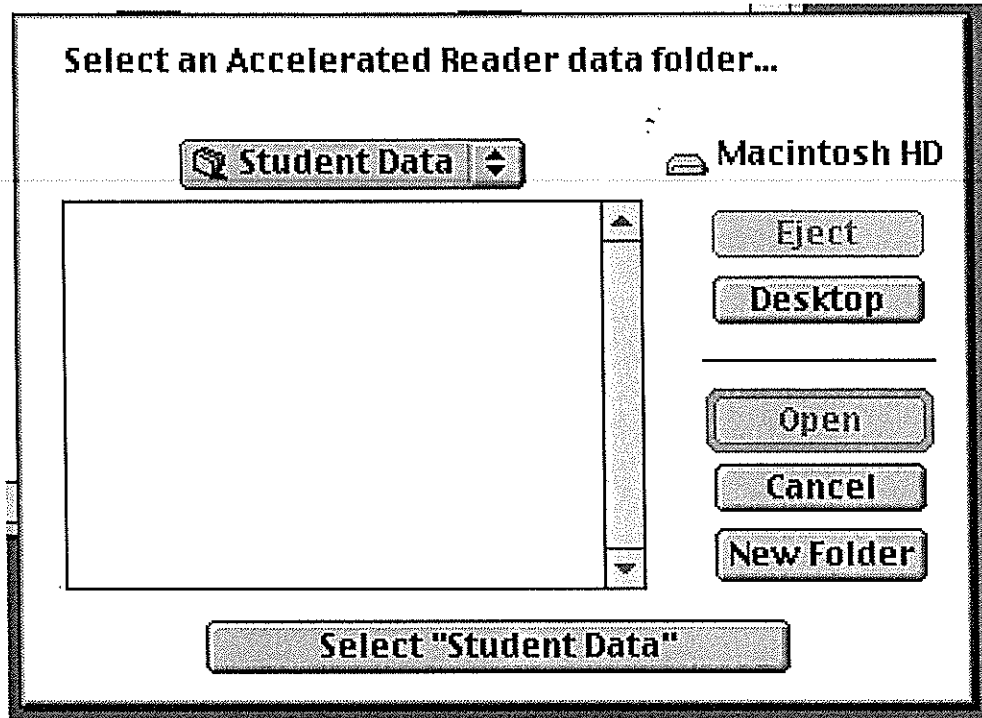 Select an Accelerated Reader data folder...
Student Data
Macintosh HD
Eject
Desktop
Open
Cancel
New Folder
Select "Student Data"